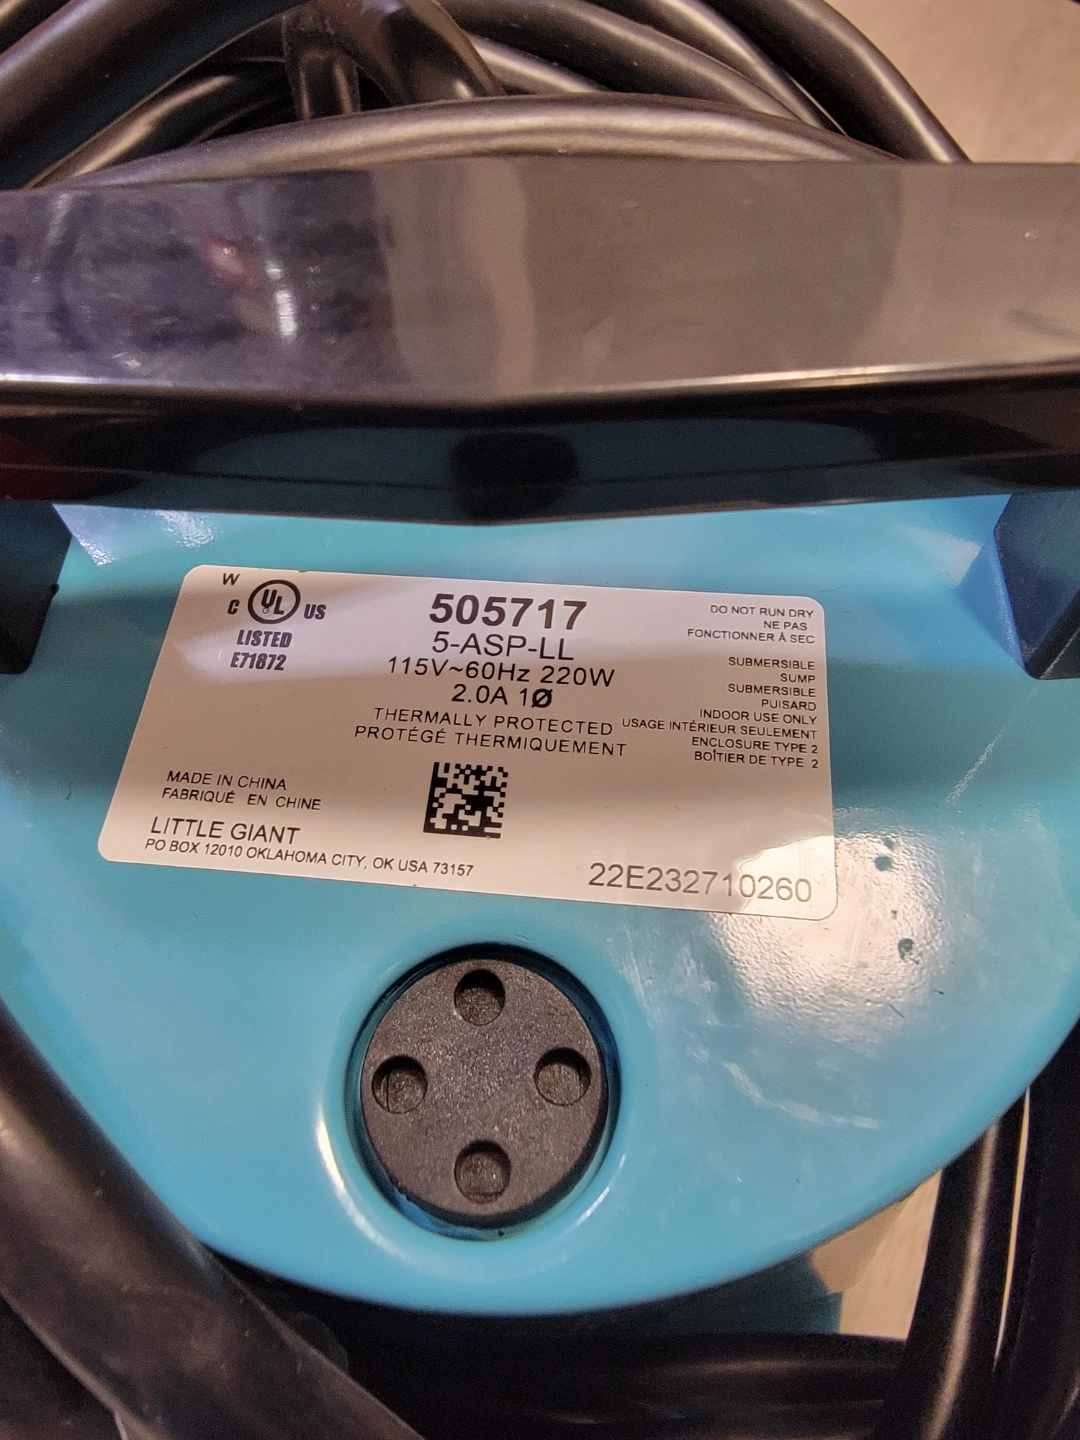 W
C UL US
LISTED
E71872
505717
5-ASP-LL
115V~60Hz 220W
2.0A 1Ø
THERMALLY PROTECTED
PROTÉGÉ THERMIQUEMENT
DO NOT RUN DRY
NE PAS
FONCTIONNER À SEC
SUBMERSIBLE
SUMP
SUBMERSIBLE
PUISARD
INDOOR USE ONLY
USAGE INTÉRIEUR SEULEMENT
ENCLOSURE TYPE 2
BOÎTIER DE TYPE 2
MADE IN CHINA
FABRIQUÉ EN CHINE
LITTLE GIANT
PO BOX 12010 OKLAHOMA CITY, OK USA 73157
22E232710260